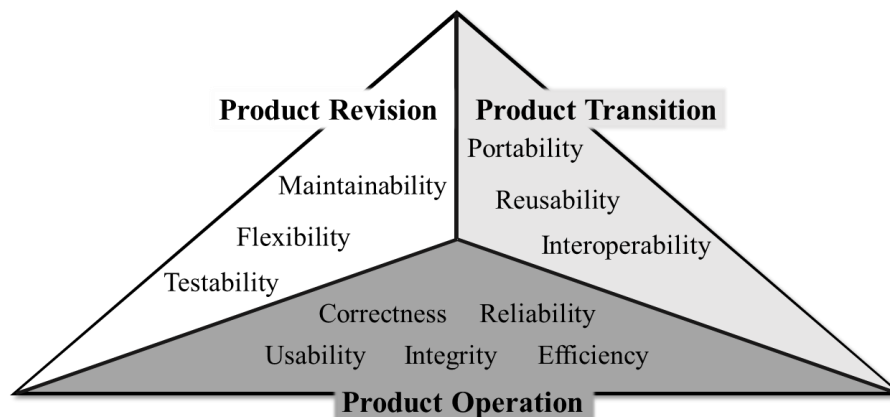 Product Revision
Product Transition
Portability
Maintainability
Reusability
Flexibility
Interoperability
Testability
Correctness Reliability
Usability Integrity Efficiency
Product Operation